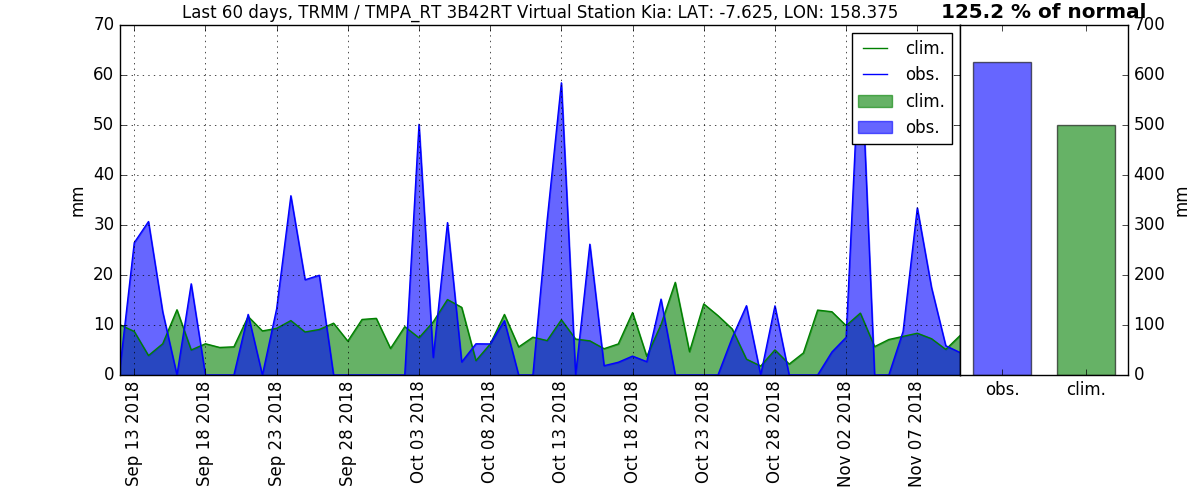 Last 60 days, TRMM / TMPA_RT 3B42RT Virtual Station Kia: LAT: -7.625, LON: 158.375
125.2 % of normal
70
60
50
40
30
20
10
0
mm
clim.
obs.
clim.
obs.
700
600
500
400
300
200
100
0
mm
Sep 13 2018
Sep 18 2018
Sep 23 2018
Sep 28 2018
Oct 03 2018
Oct 08 2018
Oct 13 2018
Oct 18 2018
Oct 23 2018
Oct 28 2018
Nov 02 2018
Nov 07 2018
obs.
clim.